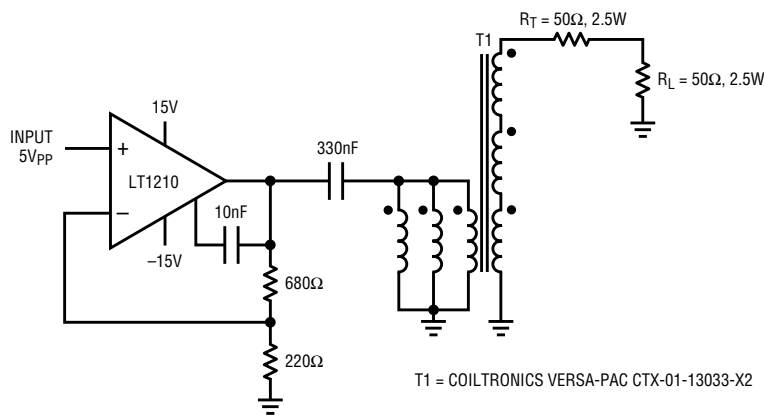 R_T = 50Ω, 2.5W
T1
R_L = 50Ω, 2.5W
15V
INPUT
5V_PP
+
LT1210
–
330nF
10nF
–15V
680Ω
220Ω
T1 = COILTRONICS VERSA-PAC CTX-01-13033-X2